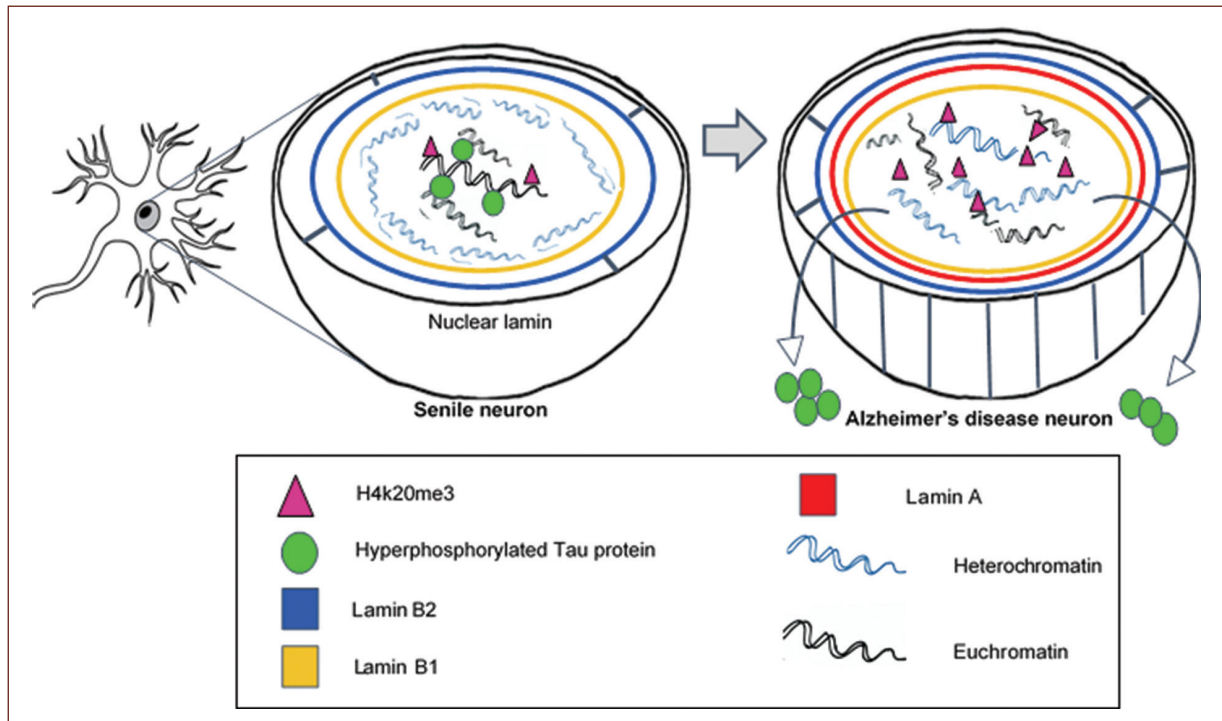 Nuclear lamin
Senile neuron
Alzheimer's disease neuron
H4k20me3
Hyperphosphorylated Tau protein
Lamin B2
Lamin B1
Lamin A
Heterochromatin
Euchromatin